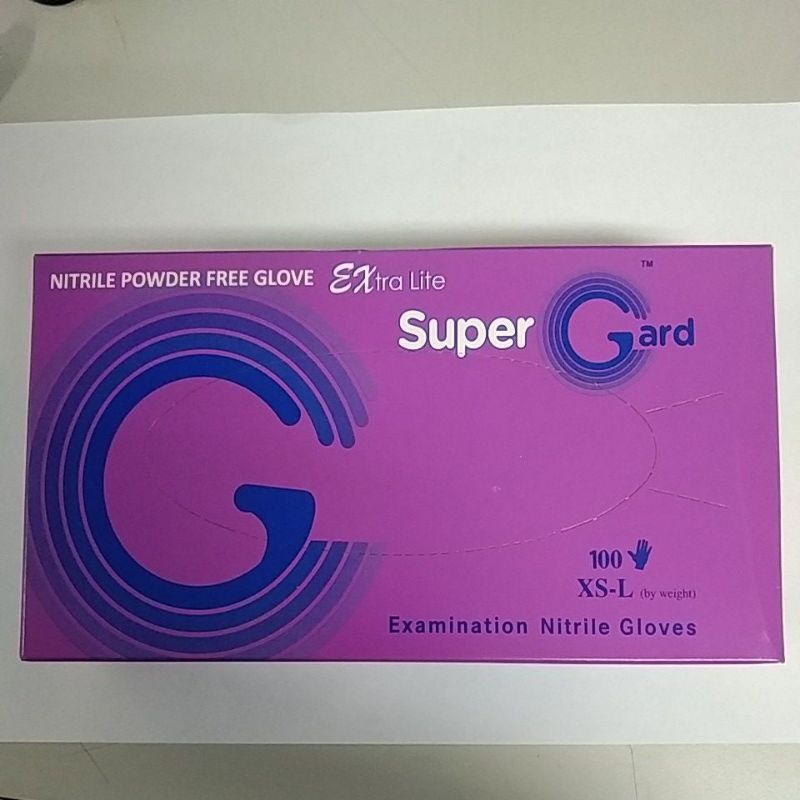 NITRILE POWDER FREE GLOVE EXtra Lite
TM
Super Gard
100
XS-L (by weight)
Examination Nitrile Gloves